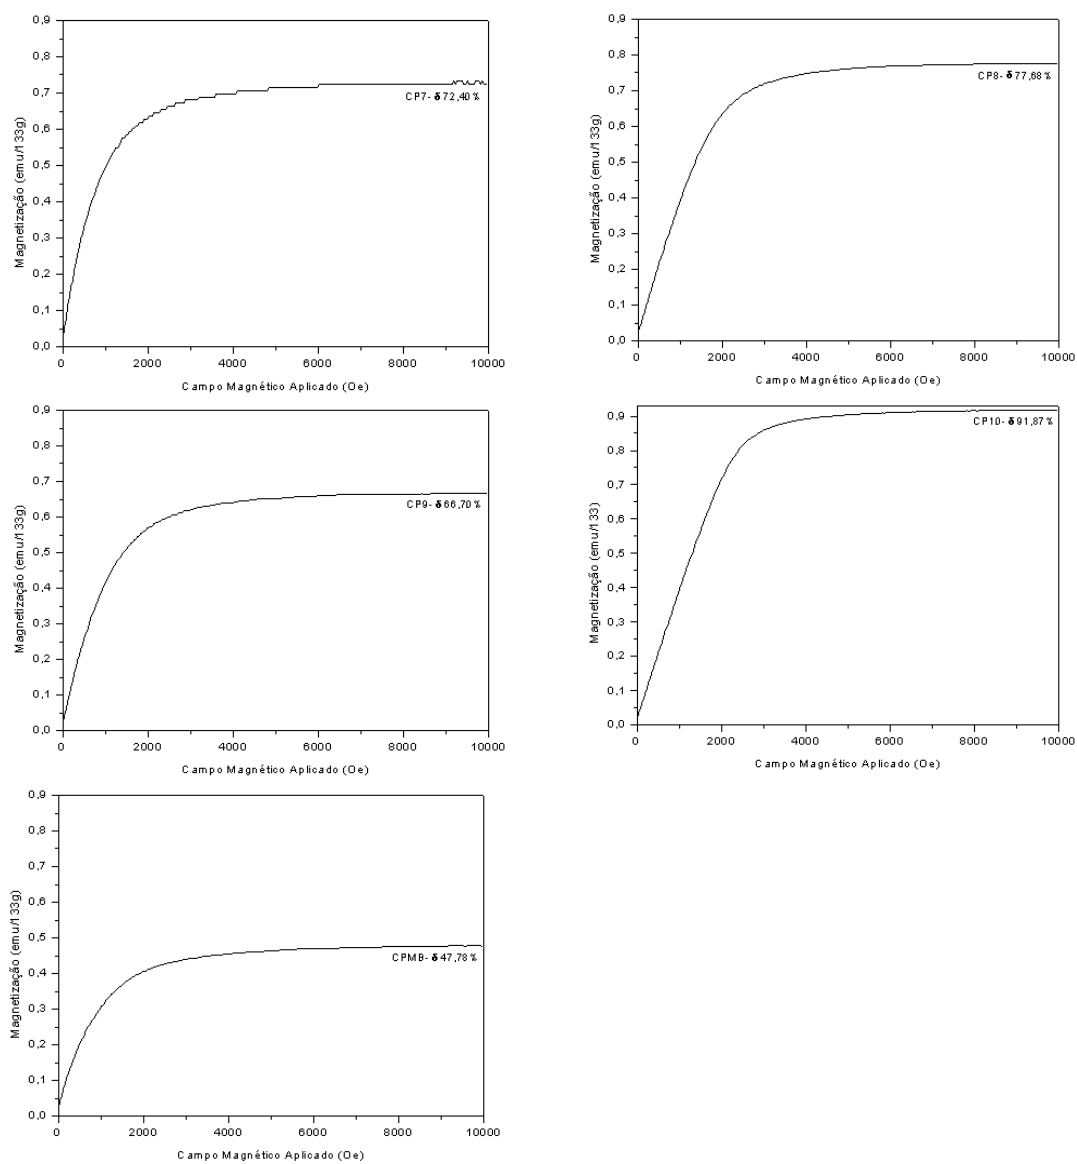 0,9
0,8
0,7
0,6
0,5
0,4
0,3
0,2
0,1
0,0
Magnetização (emu/133g)
CP7- δ 72,40%
0 2000 4000 6000 8000 10000
Campo Magnético Aplicado (Oe)
0,9
0,8
0,7
0,6
0,5
0,4
0,3
0,2
0,1
0,0
Magnetização (emu/133g)
CP8- δ 77,68%
0 2000 4000 6000 8000 10000
Campo Magnético Aplicado (Oe)
0,9
0,8
0,7
0,6
0,5
0,4
0,3
0,2
0,1
0,0
Magnetização (emu/133g)
CP9- δ 66,70%
0 2000 4000 6000 8000 10000
Campo Magnético Aplicado (Oe)
0,9
0,8
0,7
0,6
0,5
0,4
0,3
0,2
0,1
0,0
Magnetização (emu/133)
CP10- δ 91,87%
0 2000 4000 6000 8000 10000
Campo Magnético Aplicado (Oe)
0,9
0,8
0,7
0,6
0,5
0,4
0,3
0,2
0,1
0,0
Magnetização (emu/133g)
CPMB- δ 47,78%
0 2000 4000 6000 8000 10000
Campo Magnético Aplicado (Oe)